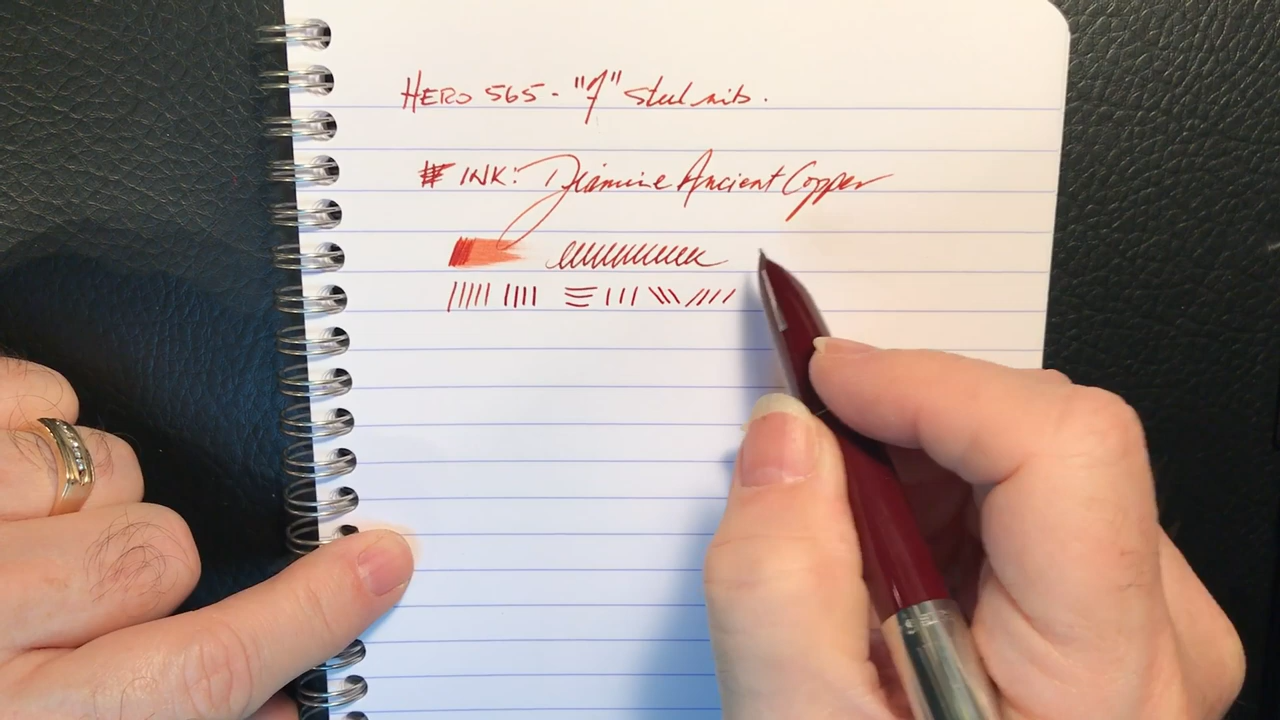 HERO 565 - "f" Steel nib.
INK: Diamine Ancient Copper